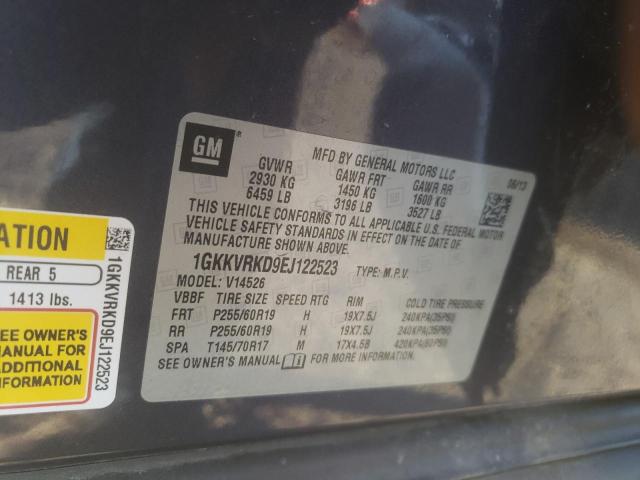 GM
MFD BY GENERAL MOTORS LLC
06/13
GVWR GAWR FRT GAWR RR
2930 KG 1450 KG 1600 KG
6459 LB 3196 LB 3527 LB
THIS VEHICLE CONFORMS TO ALL APPLICABLE U.S. FEDERAL MOTOR
VEHICLE SAFETY STANDARDS IN EFFECT ON THE DATE OF
MANUFACTURE SHOWN ABOVE.
1GKKVRKD9EJ122523 TYPE: M.P.V.
MODEL: V14526
VBBF TIRE SIZE SPEED RTG RIM COLD TIRE PRESSURE
FRT P255/60R19 H 19X7.5J 240KPA(35PSI)
RR P255/60R19 H 19X7.5J 240KPA(35PSI)
SPA T145/70R17 M 17X4.5B 420KPA(60PSI)
SEE OWNER'S MANUAL FOR MORE INFORMATION.
ATION
REAR 5
1413 lbs.
SEE OWNER'S
MANUAL FOR
ADDITIONAL
INFORMATION
1GKKVRKD9EJ122523